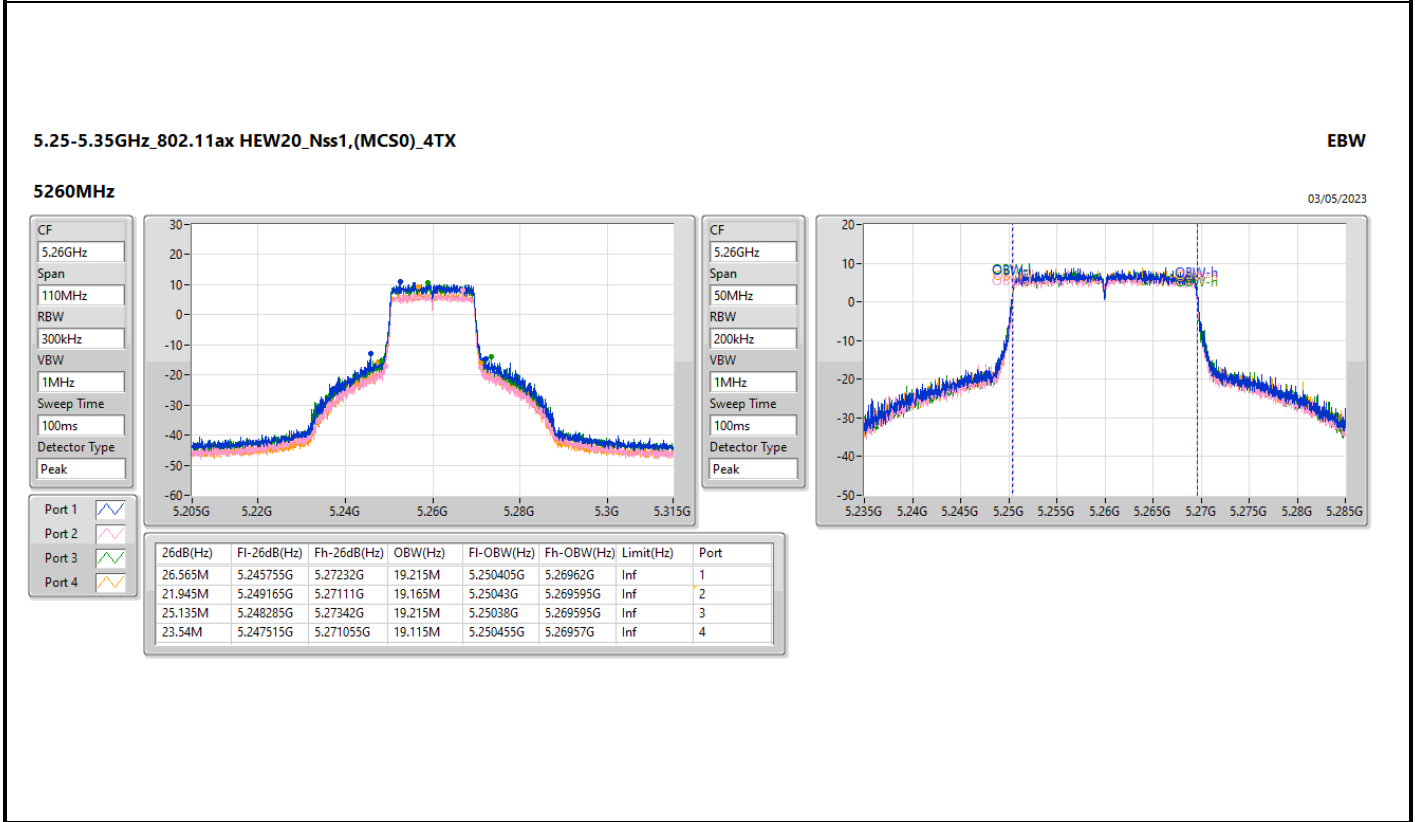 5.25-5.35GHz_802.11ax HEW20_Nss1,(MCS0)_4TX EBW
5260MHz
03/05/2023
CF
5.26GHz
Span
110MHz
RBW
300kHz
VBW
1MHz
Sweep Time
100ms
Detector Type
Peak
30
20
10
0
-10
-20
-30
-40
-50
-60
5.205G 5.22G 5.24G 5.26G 5.28G 5.3G 5.315G
CF
5.26GHz
Span
50MHz
RBW
200kHz
VBW
1MHz
Sweep Time
100ms
Detector Type
Peak
20
10
0
-10
-20
-30
-40
-50
OBW-l OBW-h
OBW-h
5.235G 5.24G 5.245G 5.25G 5.255G 5.26G 5.265G 5.27G 5.275G 5.28G 5.285G
Port 1
Port 2
Port 3
Port 4
26dB(Hz) Fl-26dB(Hz) Fh-26dB(Hz) OBW(Hz) Fl-OBW(Hz) Fh-OBW(Hz) Limit(Hz) Port
26.565M 5.245755G 5.27232G 19.215M 5.250405G 5.26962G Inf 1
21.945M 5.249165G 5.27111G 19.165M 5.25043G 5.269595G Inf 2
25.135M 5.248285G 5.27342G 19.215M 5.25038G 5.269595G Inf 3
23.54M 5.247515G 5.271055G 19.115M 5.250455G 5.26957G Inf 4